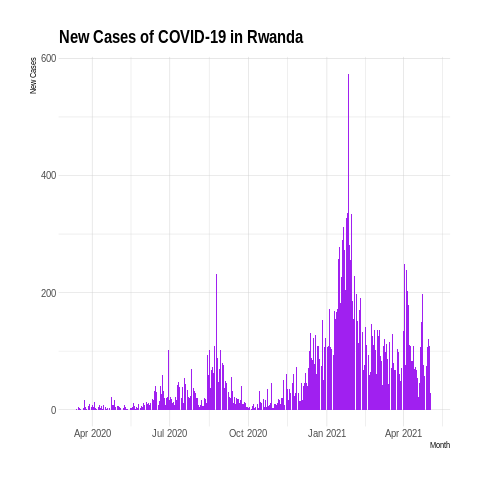 New Cases of COVID-19 in Rwanda
New Cases
600
400
200
0
Apr 2020 Jul 2020 Oct 2020 Jan 2021 Apr 2021
Month